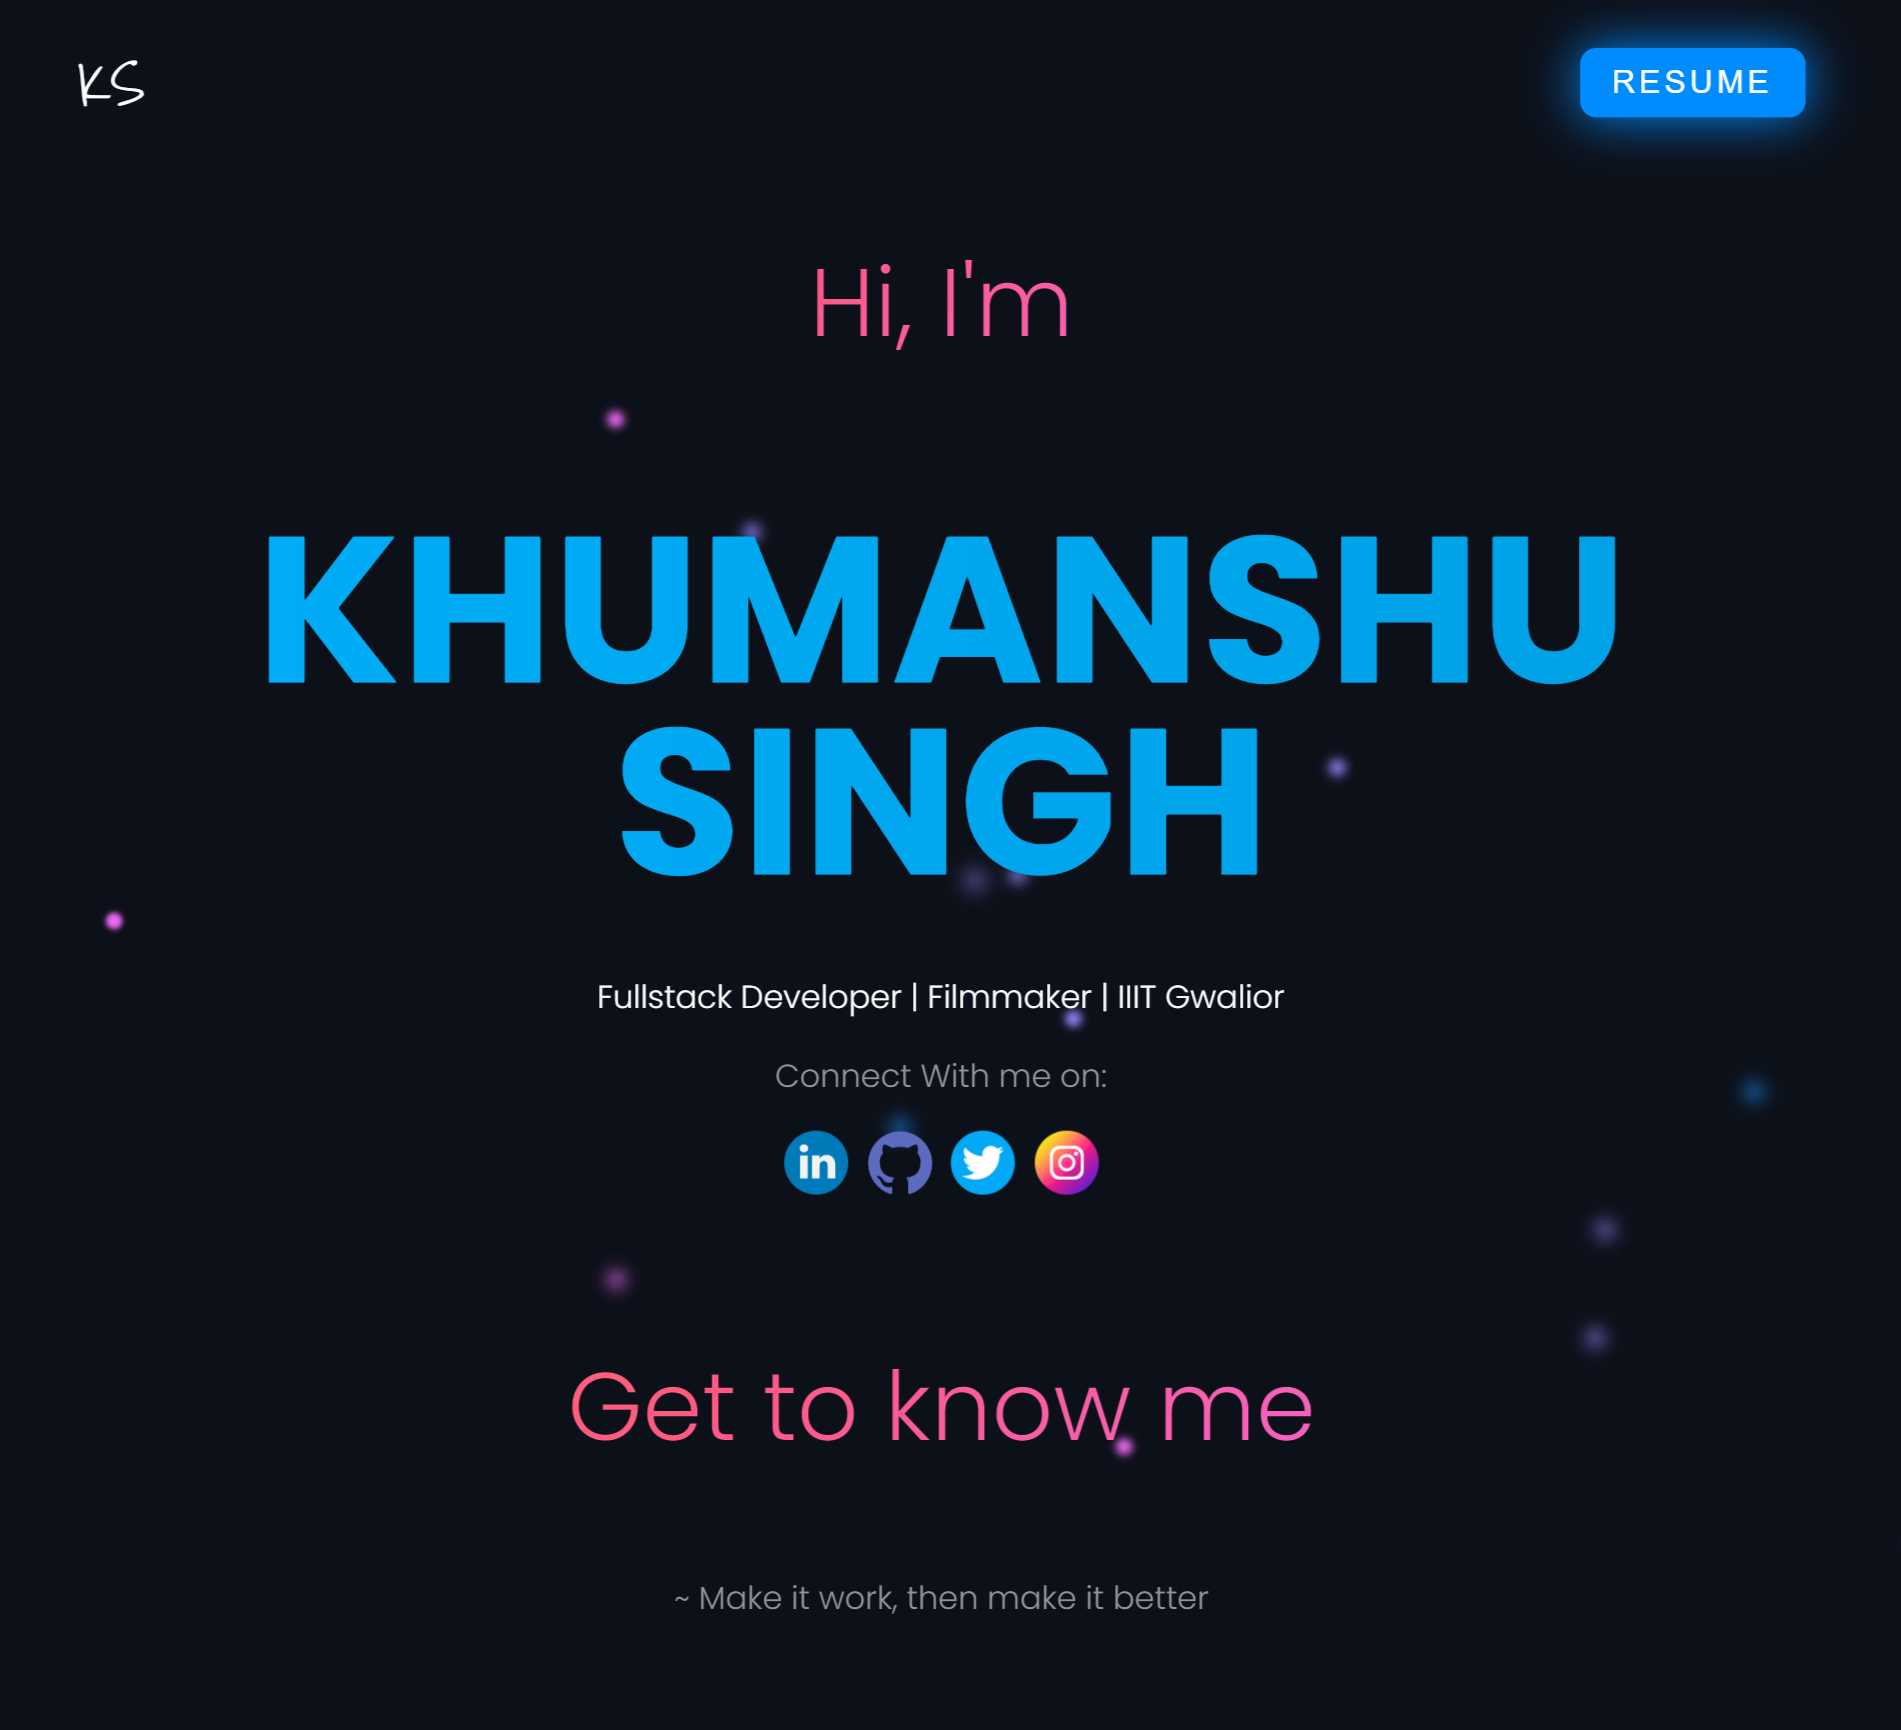 KS
RESUME
Hi, I'm
KHUMANSHU
SINGH
Fullstack Developer | Filmmaker | IIIT Gwalior
Connect With me on:
in
Get to know me
~ Make it work, then make it better